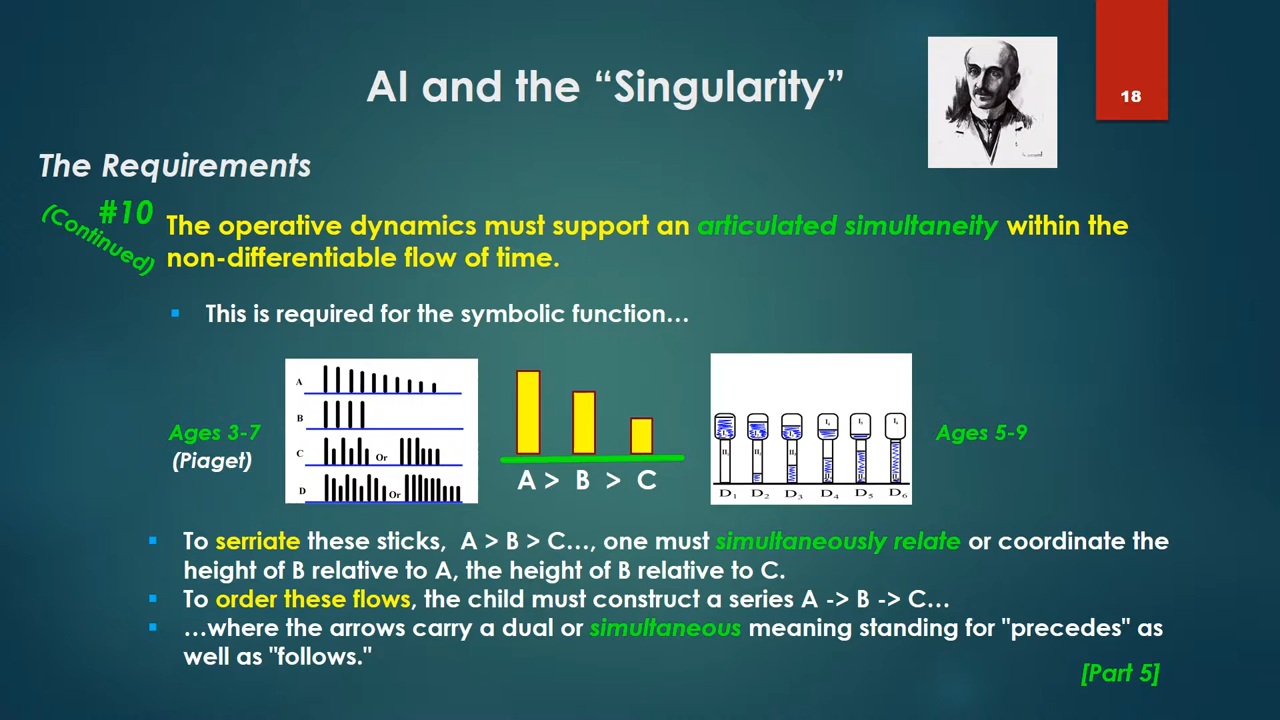 AI and the “Singularity”
18
The Requirements
#10
(Continued)
The operative dynamics must support an articulated simultaneity within the
non-differentiable flow of time.
This is required for the symbolic function…
Ages 3-7
(Piaget)
A
B
C
Or
D
Or
A > B > C
D1 D2 D3 D4 D5 D6
Ages 5-9
To serriate these sticks, A > B > C…, one must simultaneously relate or coordinate the
height of B relative to A, the height of B relative to C.
To order these flows, the child must construct a series A -> B -> C…
…where the arrows carry a dual or simultaneous meaning standing for "precedes" as
well as "follows."
[Part 5]